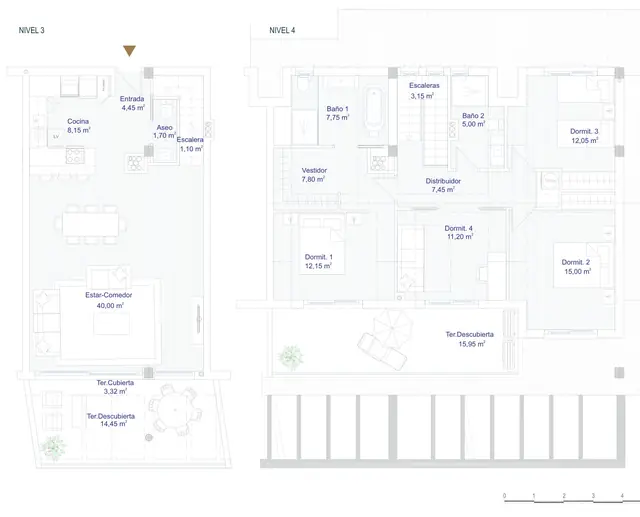 NIVEL 3
NIVEL 4
Entrada
4,45 m²
Cocina
8,15 m²
Aseo
1,70 m²
Escalera
1,10 m²
Estar-Comedor
40,00 m²
Ter.Cubierta
3,32 m²
Ter.Descubierta
14,45 m²
Escaleras
3,15 m²
Baño 1
7,75 m²
Baño 2
5,00 m²
Dormit. 3
12,05 m²
Vestidor
7,80 m²
Distribuidor
7,45 m²
Dormit. 4
11,20 m²
Dormit. 1
12,15 m²
Dormit. 2
15,00 m²
Ter.Descubierta
15,95 m²
0 1 2 3 4